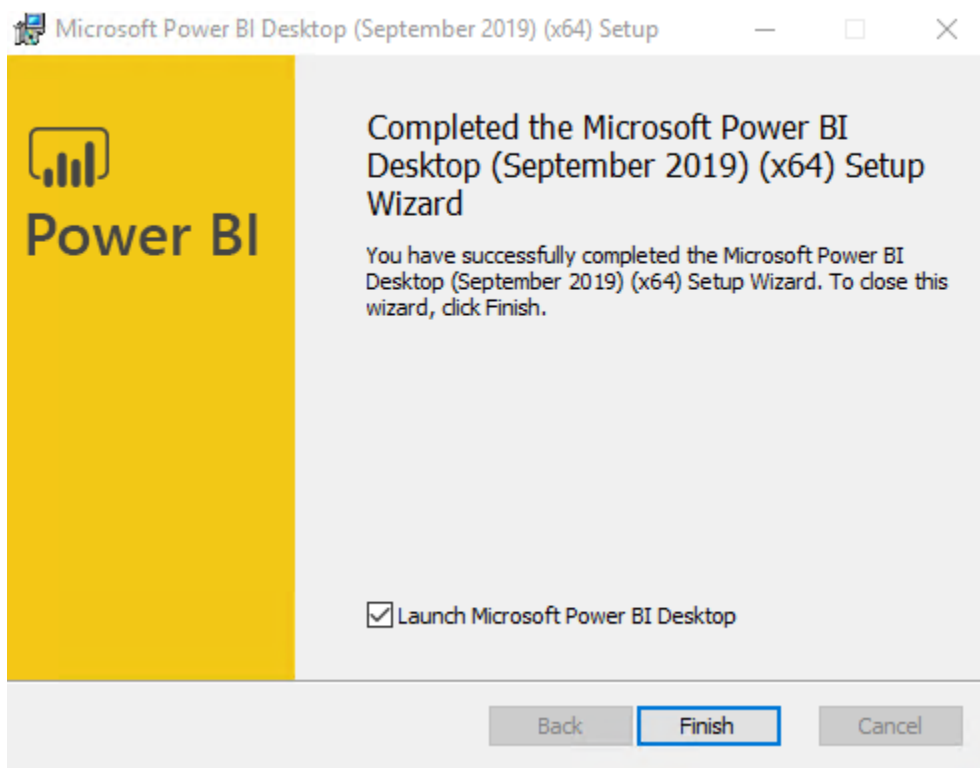 Microsoft Power BI Desktop (September 2019) (x64) Setup
Power BI
Completed the Microsoft Power BI
Desktop (September 2019) (x64) Setup
Wizard
You have successfully completed the Microsoft Power BI
Desktop (September 2019) (x64) Setup Wizard. To close this
wizard, click Finish.
Launch Microsoft Power BI Desktop
Back Finish Cancel